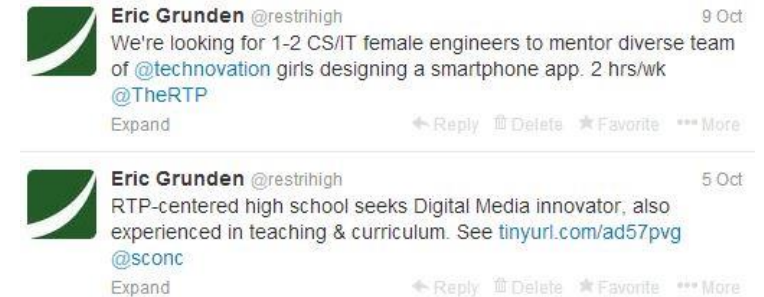 Eric Grunden @restrihigh 9 Oct
We're looking for 1-2 CS/IT female engineers to mentor diverse team
of @technovation girls designing a smartphone app. 2 hrs/wk
@TheRTP
Expand Reply Delete Favorite More
Eric Grunden @restrihigh 5 Oct
RTP-centered high school seeks Digital Media innovator, also
experienced in teaching & curriculum. See tinyurl.com/ad57pvg
@sconc
Expand Reply Delete Favorite More